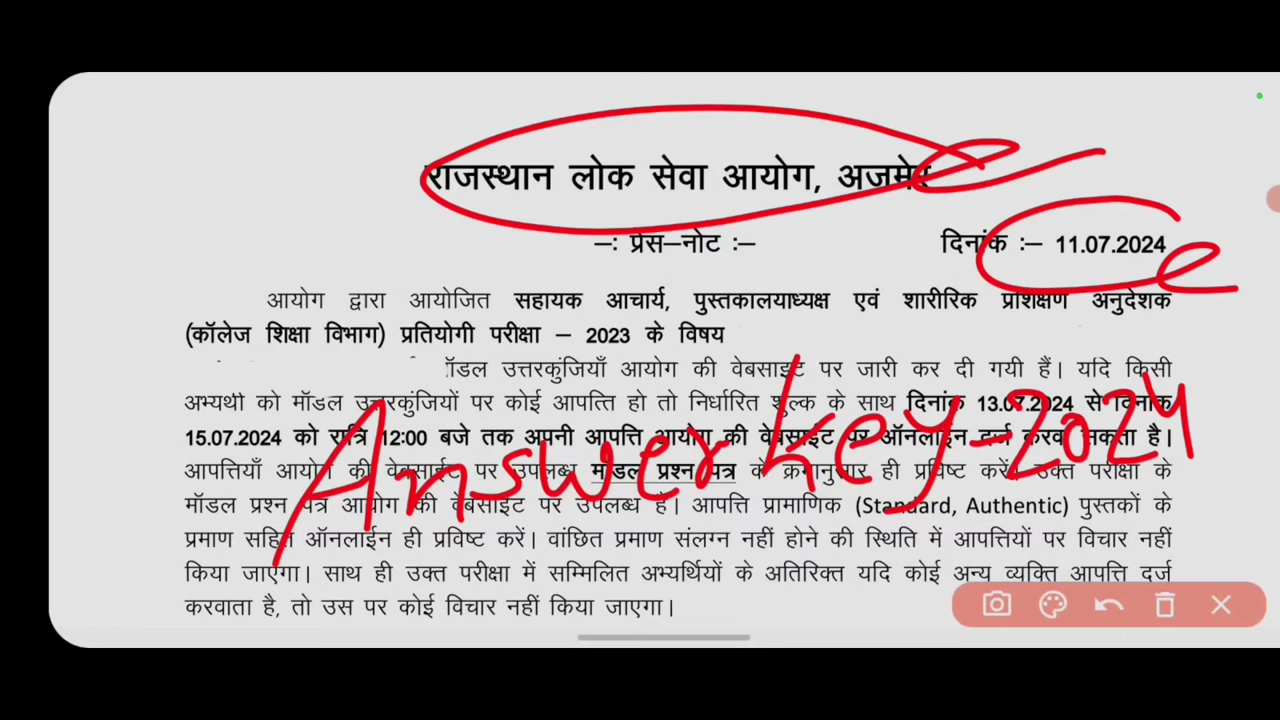 राजस्थान लोक सेवा आयोग, अजमेर
–: प्रेस–नोट :– दिनांक :– 11.07.2024
आयोग द्वारा आयोजित सहायक आचार्य, पुस्तकालयाध्यक्ष एवं शारीरिक प्रशिक्षण अनुदेशक
(कॉलेज शिक्षा विभाग) प्रतियोगी परीक्षा – 2023 के विषय
मॉडल उत्तरकुंजियाँ आयोग की वेबसाइट पर जारी कर दी गयी हैं। यदि किसी
अभ्यर्थी को मॉडल उत्तरकुंजियों पर कोई आपत्ति हो तो निर्धारित शुल्क के साथ दिनांक 13.07.2024 से दिनांक
15.07.2024 को रात्रि 12:00 बजे तक अपनी आपत्ति आयोग की वेबसाइट पर ऑनलाईन दर्ज करवा सकता है।
आपत्तियाँ आयोग की वेबसाईट पर उपलब्ध मॉडल प्रश्न पत्र के क्रमानुसार ही प्रविष्ट करें। उक्त परीक्षा के
मॉडल प्रश्न पत्र आयोग की वेबसाइट पर उपलब्ध है। आपत्ति प्रामाणिक (Standard, Authentic) पुस्तकों के
प्रमाण सहित ऑनलाईन ही प्रविष्ट करें। वांछित प्रमाण संलग्न नहीं होने की स्थिति में आपत्तियों पर विचार नहीं
किया जाएगा। साथ ही उक्त परीक्षा में सम्मिलित अभ्यर्थियों के अतिरिक्त यदि कोई अन्य व्यक्ति आपत्ति दर्ज
करवाता है, तो उस पर कोई विचार नहीं किया जाएगा।
Answer key-2024